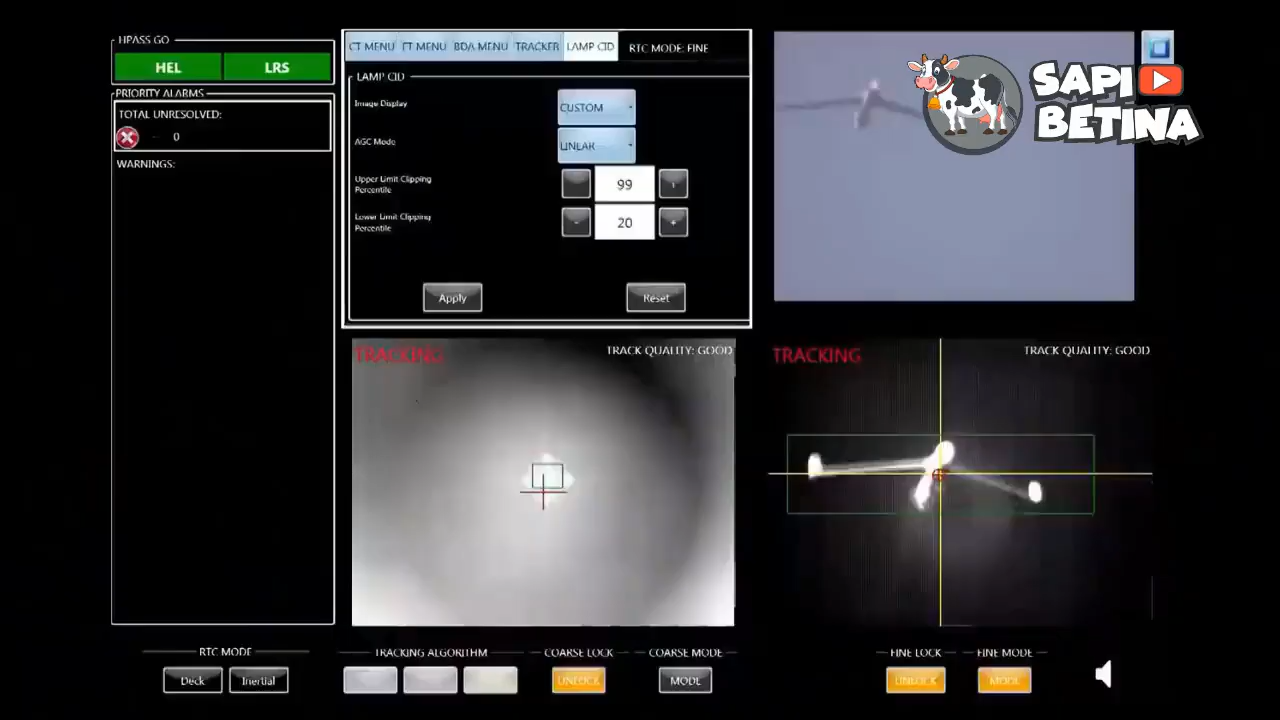 HPASS GO
HEL
LRS
PRIORITY ALARMS
TOTAL UNRESOLVED:
-- 0
WARNINGS:
CT MENU
FT MENU
BDA MENU
TRACKER
LAMP CID
RTC MODE: FINE
LAMP CID
Image Display
CUSTOM
AGC Mode
LINEAR
Upper Limit Clipping
Percentile
99
Lower Limit Clipping
Percentile
-
20
+
Apply
Reset
SAPI
BETINA
TRACKING
TRACK QUALITY: GOOD
TRACKING
TRACK QUALITY: GOOD
RTC MODE
Deck
Inertial
TRACKING ALGORITHM
COARSE LOCK
UNLOCK
COARSE MODE
MODE
FINE LOCK
UNLOCK
FINE MODE
MODE